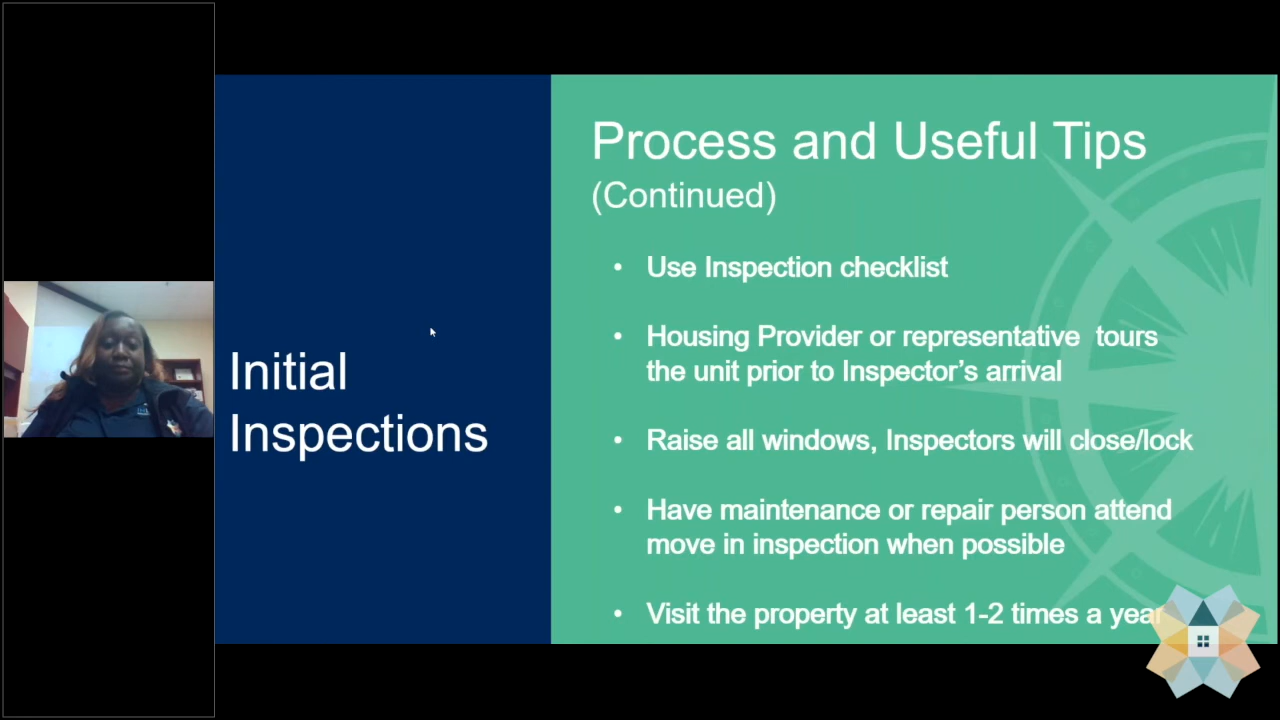 Process and Useful Tips
(Continued)
• Use Inspection checklist
• Housing Provider or representative tours
the unit prior to Inspector's arrival
Initial
Inspections
• Raise all windows, Inspectors will close/lock
• Have maintenance or repair person attend
move in inspection when possible
• Visit the property at least 1-2 times a year